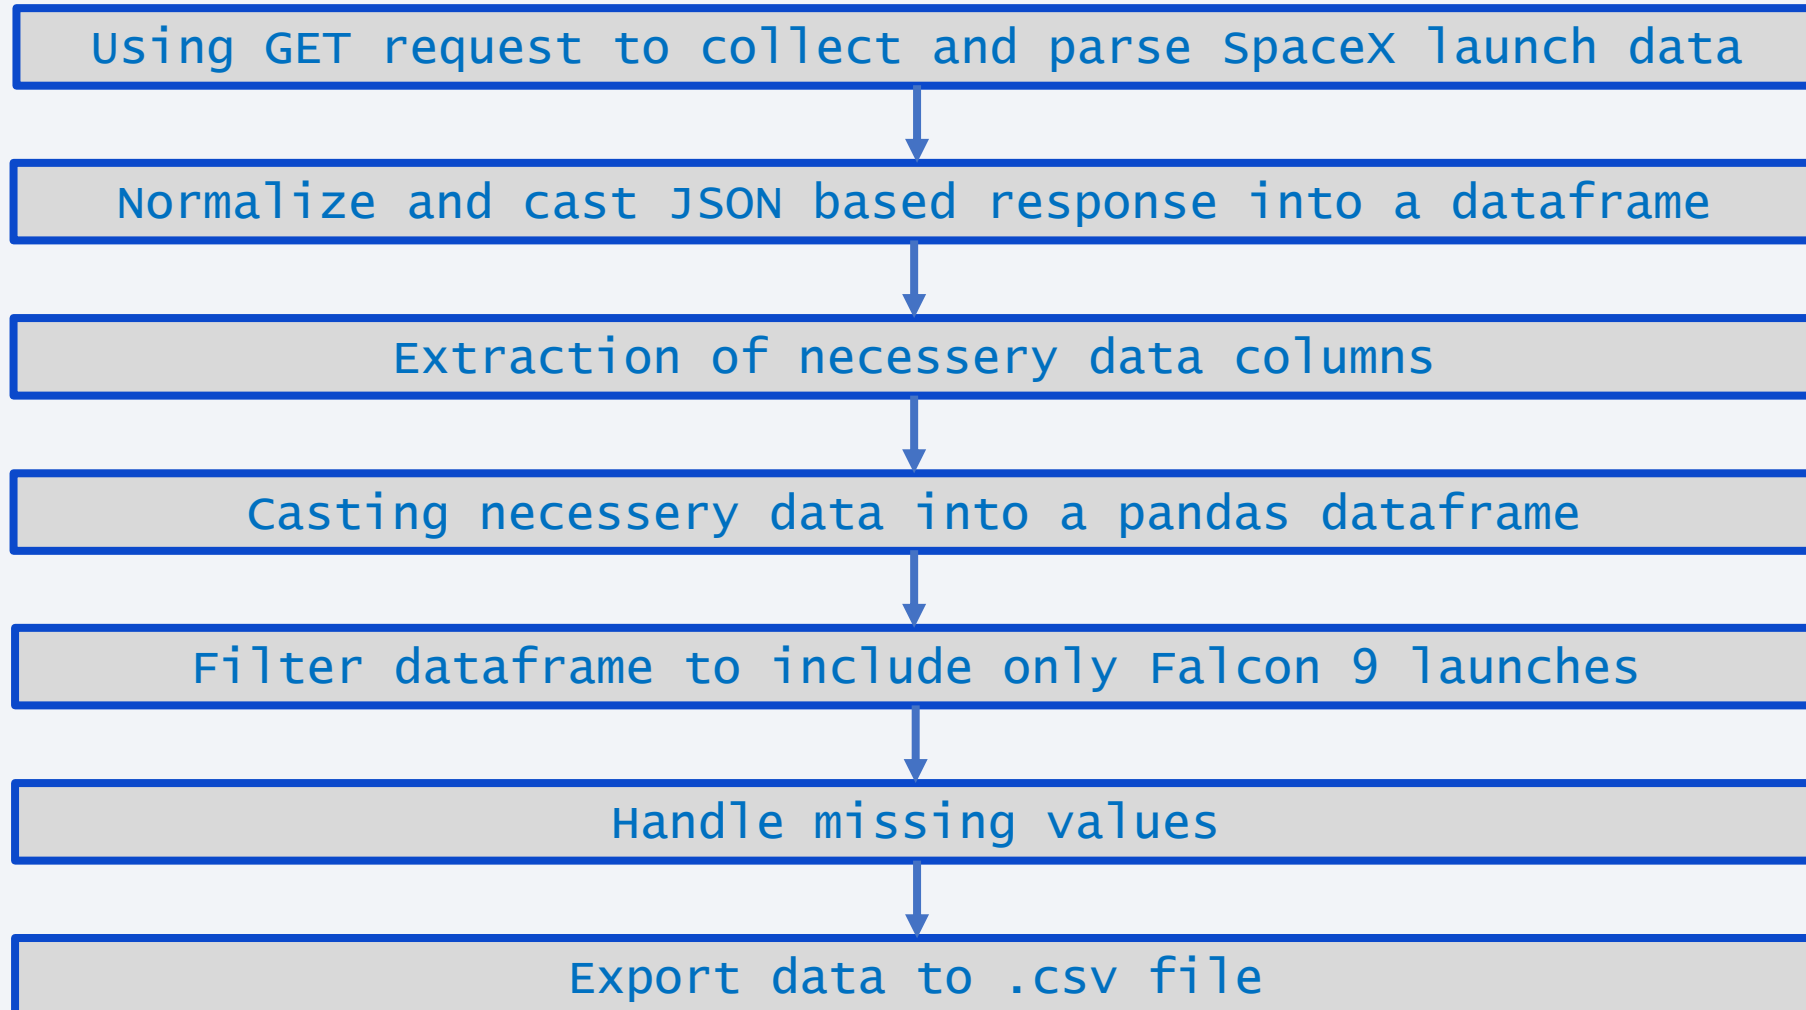 Using GET request to collect and parse SpaceX launch data
Normalize and cast JSON based response into a dataframe
Extraction of necessery data columns
Casting necessery data into a pandas dataframe
Filter dataframe to include only Falcon 9 launches
Handle missing values
Export data to .csv file